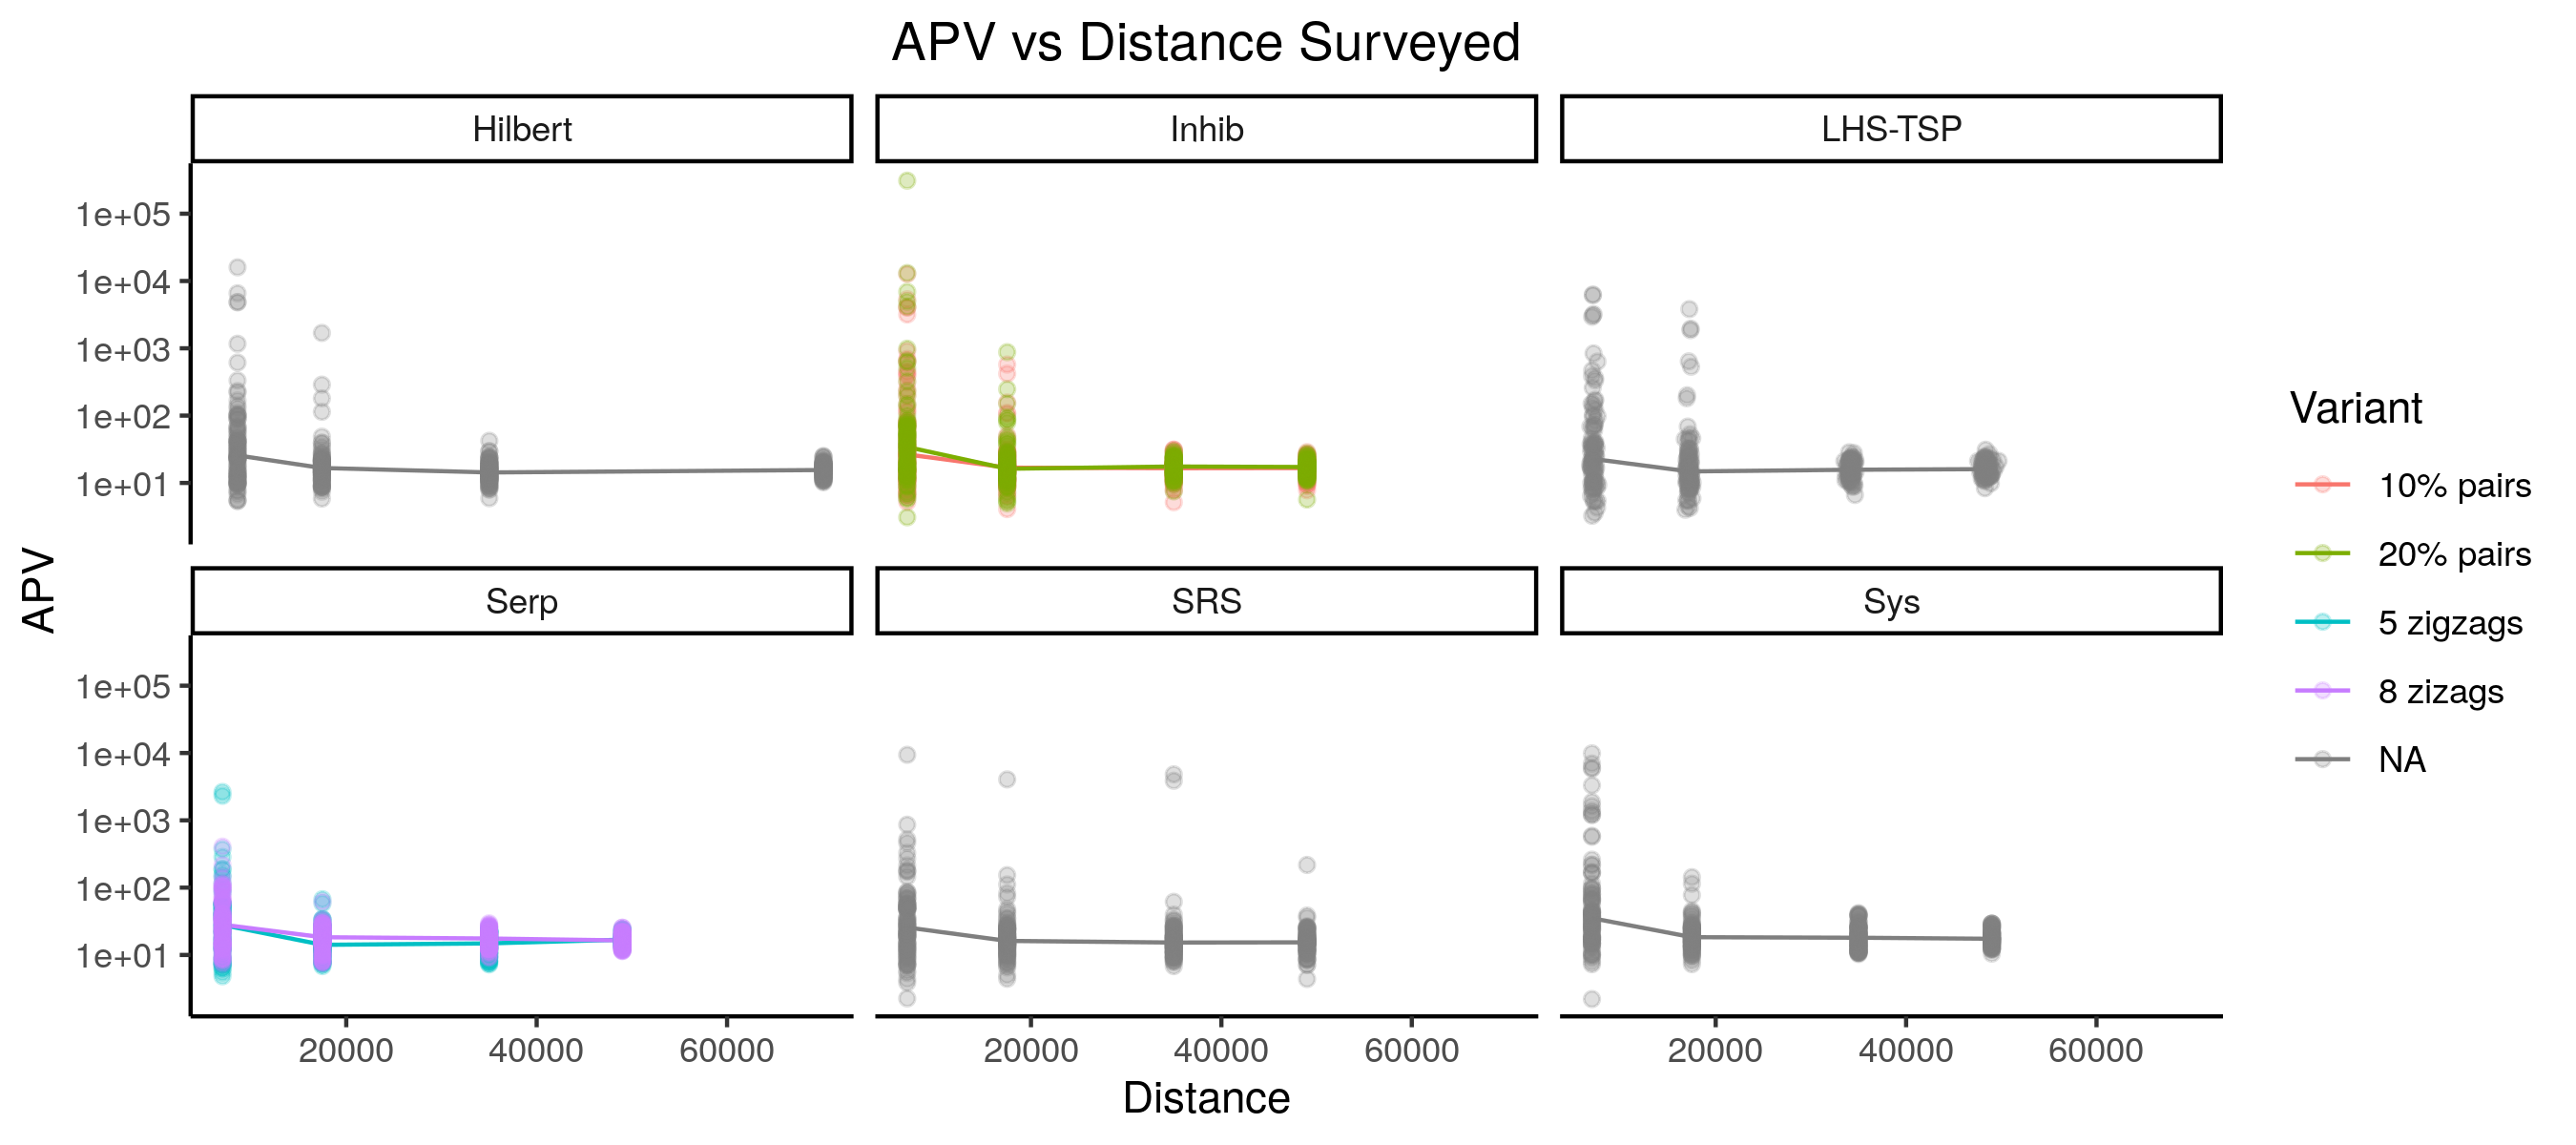 APV vs Distance Surveyed
Hilbert
Inhib
LHS-TSP
1e+05
1e+04
1e+03
1e+02
1e+01
Serp
SRS
Sys
1e+05
1e+04
1e+03
1e+02
1e+01
20000 40000 60000
20000 40000 60000
20000 40000 60000
Distance
APV
Variant
10% pairs
20% pairs
5 zigzags
8 zizags
NA